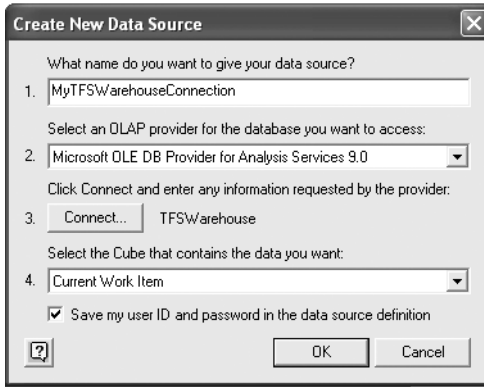 Create New Data Source
What name do you want to give your data source?
1. MyTFSWarehouseConnection
Select an OLAP provider for the database you want to access:
2. Microsoft OLE DB Provider for Analysis Services 9.0
Click Connect and enter any information requested by the provider:
3. Connect... TFSWarehouse
Select the Cube that contains the data you want:
4. Current Work Item
Save my user ID and password in the data source definition
? OK Cancel